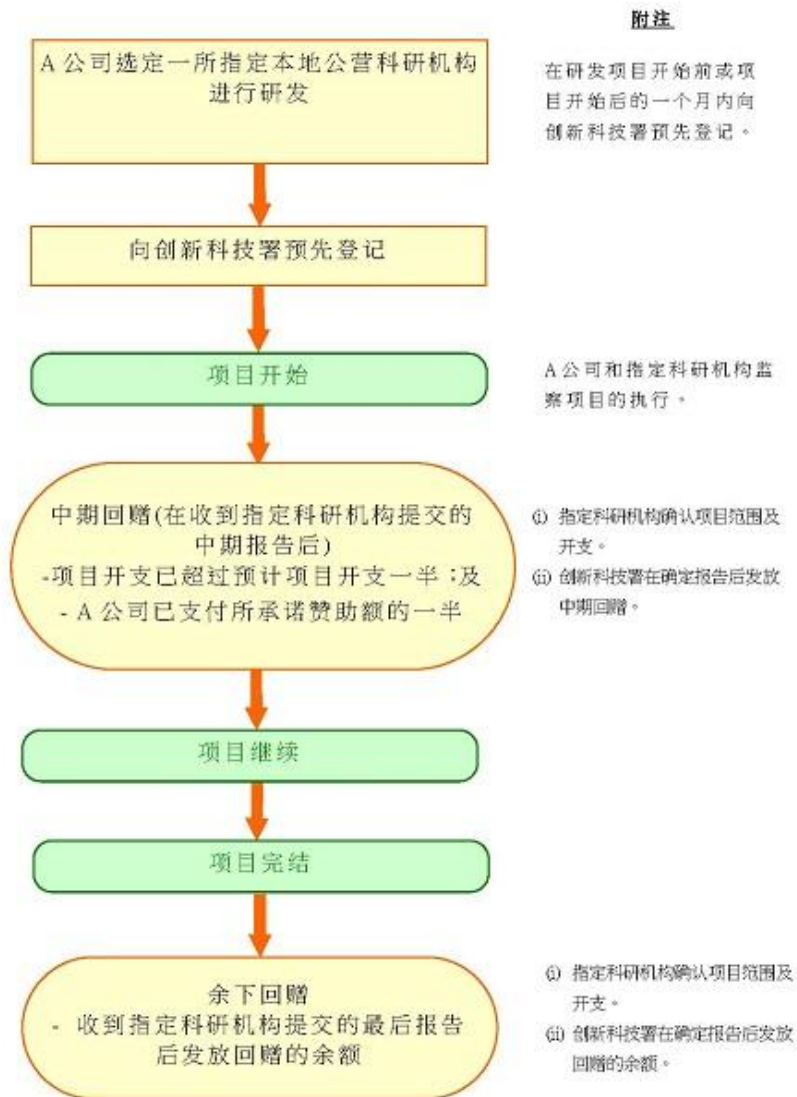 附注
A公司选定一所指定本地公营科研机构
进行研发
在研发项目开始前或项
目开始后的一个月内向
创新科技署预先登记。
向创新科技署预先登记
项目开始
A公司和指定科研机构监
察项目的执行。
中期回赠(在收到指定科研机构提交的
中期报告后)
-项目开支已超过预计项目开支一半;及
- A公司已支付所承诺赞助额的一半
(i) 指定科研机构确认项目范围及
开支。
(ii) 创新科技署在确定报告后发放
中期回赠。
项目继续
项目完结
余下回赠
- 收到指定科研机构提交的最后报告
后发放回赠的余额
(i) 指定科研机构确认项目范围及
开支。
(ii) 创新科技署在确定报告后发放
回赠的余额。